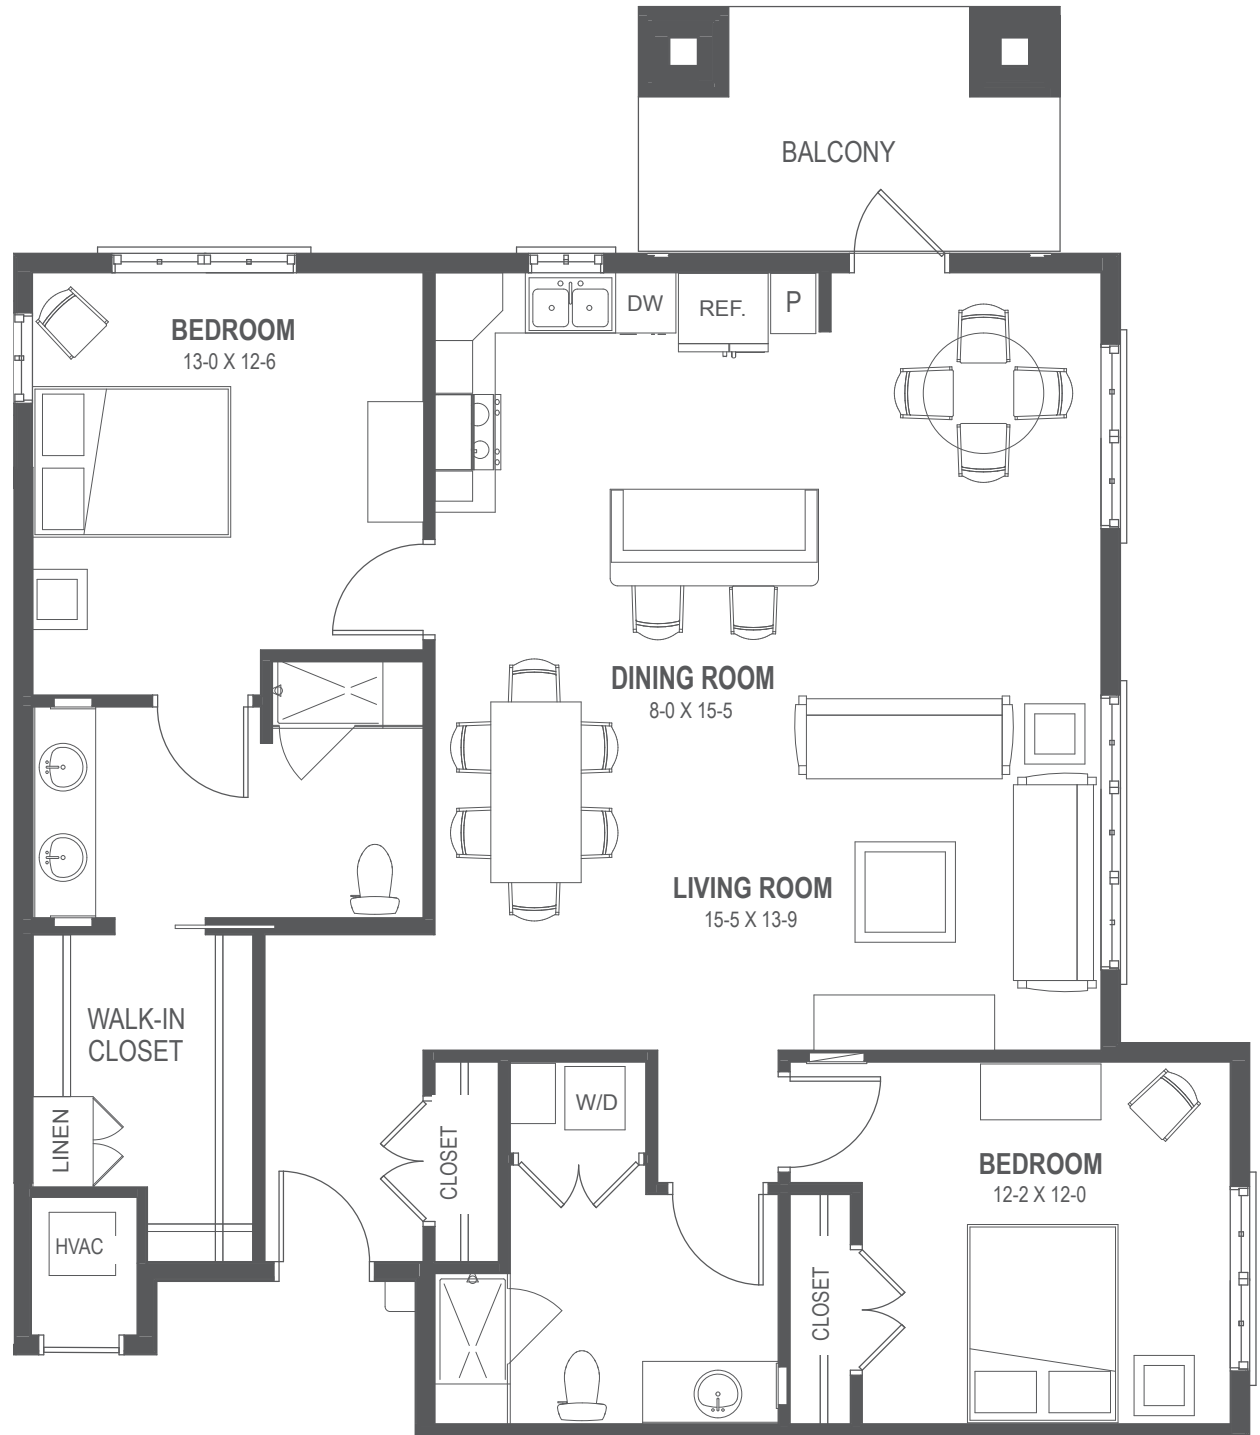 BALCONY
DW
REF.
P
BEDROOM
13-0 X 12-6
DINING ROOM
8-0 X 15-5
LIVING ROOM
15-5 X 13-9
WALK-IN
CLOSET
LINEN
HVAC
CLOSET
W/D
BEDROOM
12-2 X 12-0
CLOSET